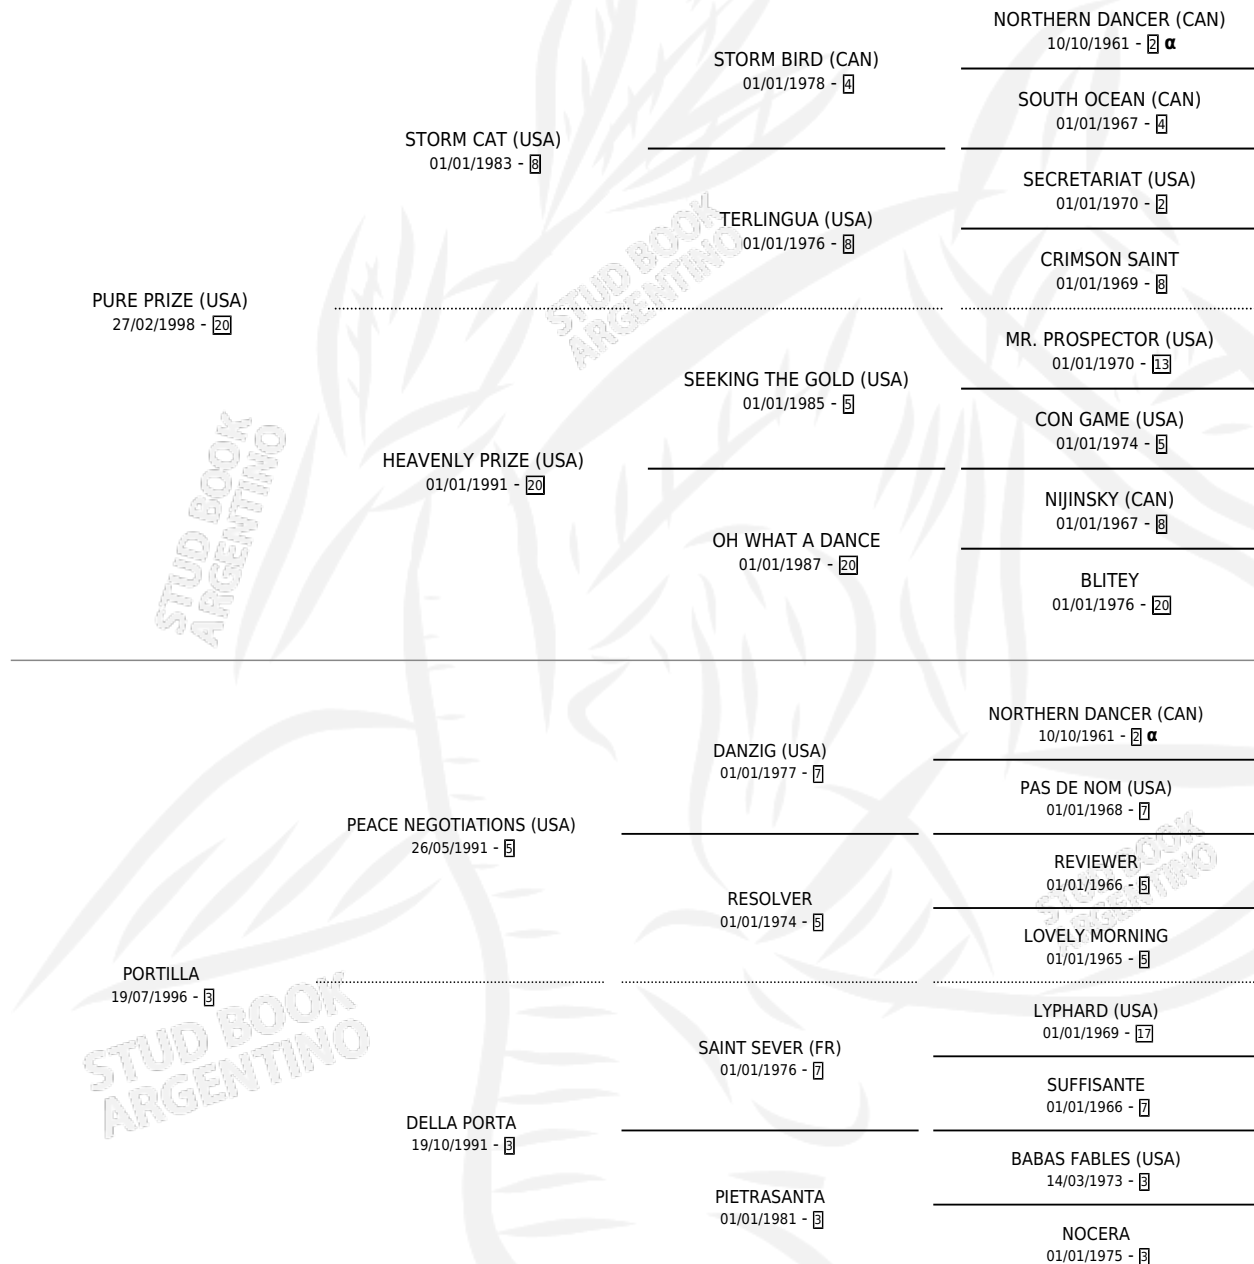 NORTHERN DANCER (CAN)
10/10/1961 - 2 α
STORM BIRD (CAN)
01/01/1978 - 4
SOUTH OCEAN (CAN)
01/01/1967 - 4
STORM CAT (USA)
01/01/1983 - 8
SECRETARIAT (USA)
01/01/1970 - 2
TERLINGUA (USA)
01/01/1976 - 8
CRIMSON SAINT
01/01/1969 - 8
PURE PRIZE (USA)
27/02/1998 - 20
MR. PROSPECTOR (USA)
01/01/1970 - 13
SEEKING THE GOLD (USA)
01/01/1985 - 5
CON GAME (USA)
01/01/1974 - 5
HEAVENLY PRIZE (USA)
01/01/1991 - 20
NIJINSKY (CAN)
01/01/1967 - 8
OH WHAT A DANCE
01/01/1987 - 20
BLITEY
01/01/1976 - 20
NORTHERN DANCER (CAN)
10/10/1961 - 2 α
DANZIG (USA)
01/01/1977 - 7
PAS DE NOM (USA)
01/01/1968 - 7
PEACE NEGOTIATIONS (USA)
26/05/1991 - 5
REVIEWER
01/01/1966 - 5
RESOLVER
01/01/1974 - 5
LOVELY MORNING
01/01/1965 - 5
PORTILLA
19/07/1996 - 3
LYPHARD (USA)
01/01/1969 - 17
SAINT SEVER (FR)
01/01/1976 - 7
SUFFISANTE
01/01/1966 - 7
DELLA PORTA
19/10/1991 - 3
BABAS FABLES (USA)
14/03/1973 - 3
PIETRASANTA
01/01/1981 - 3
NOCERA
01/01/1975 - 3
STUD BOOK
ARGENTINO
STUD BOOK
ARGENTINO
STUD BOOK
ARGENTINO
STUD BOOK
ARGENTINO